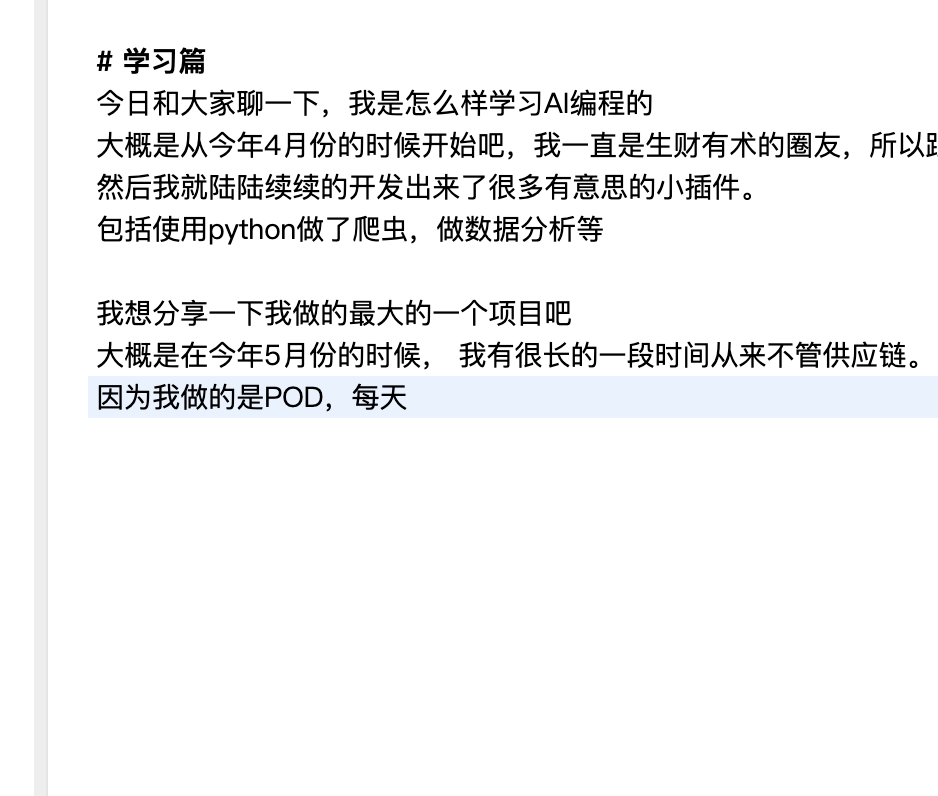 # 学习篇
今日和大家聊一下，我是怎么样学习AI编程的
大概是从今年4月份的时候开始吧，我一直是生财有术的圈友，所以
然后我就陆陆续续的开发出来了很多有意思的小插件。
包括使用python做了爬虫，做数据分析等
我想分享一下我做的最大的一个项目吧
大概是在今年5月份的时候， 我有很长的一段时间从来不管供应链。
因为我做的是POD，每天